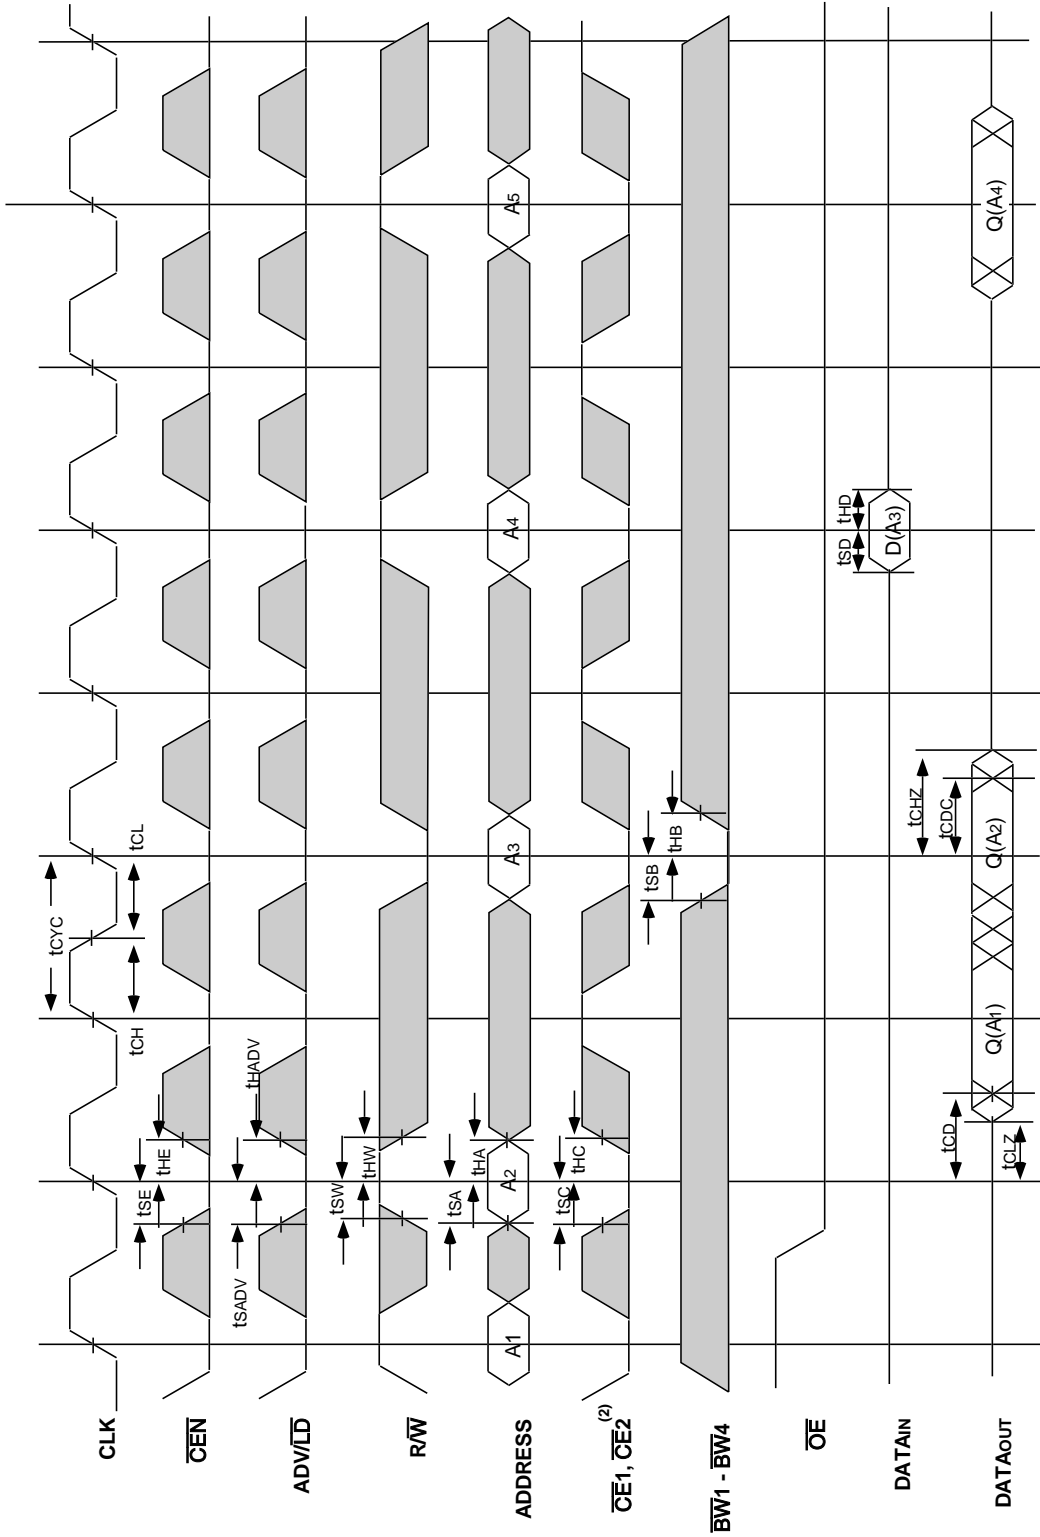 CLK
tCYC
tCH
tCL
CEN
tSE
tHE
ADV/LD
tSADV
tHADV
R/W
tSW
tHW
ADDRESS
A1
A2
A3
A4
A5
tSA
tHA
CE1, CE2(2)
tSC
tHC
BW1 - BW4
tSB
tHB
OE
DATAIN
D(A3)
tSD
tHD
DATAOUT
Q(A1)
Q(A2)
Q(A4)
tCD
tCLZ
tCHZ
tCDC